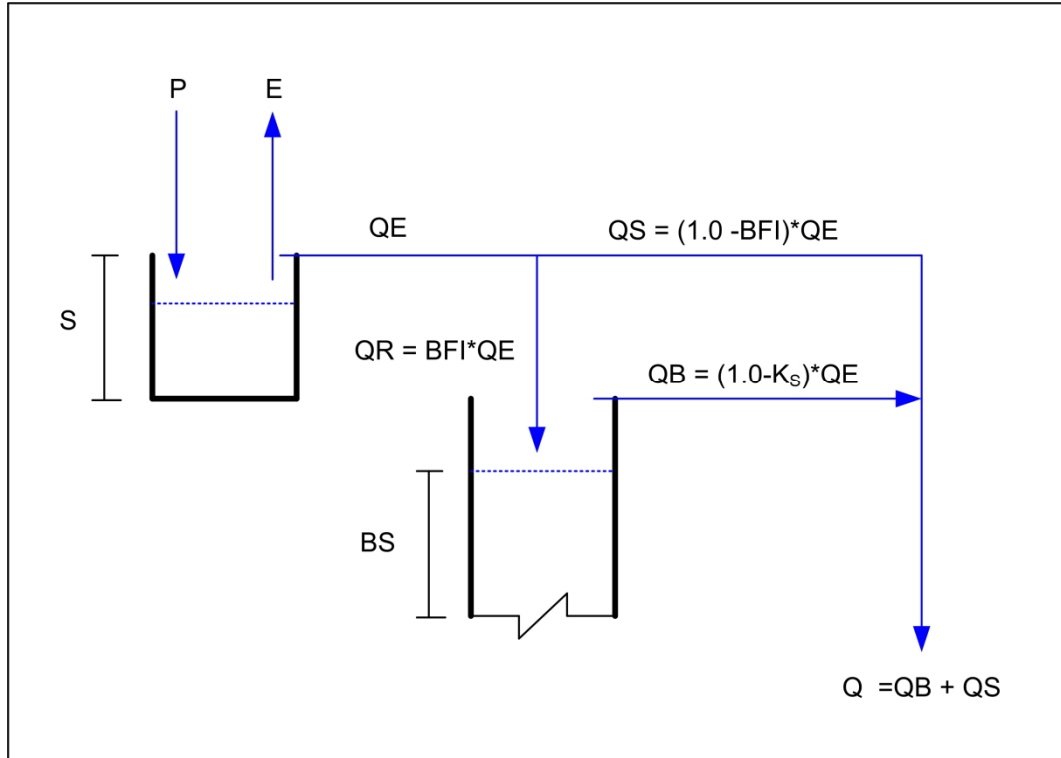 P
E
QE
QS = (1.0 -BFI)*QE
S
QR = BFI*QE
QB = (1.0-KS)*QE
BS
Q =QB + QS